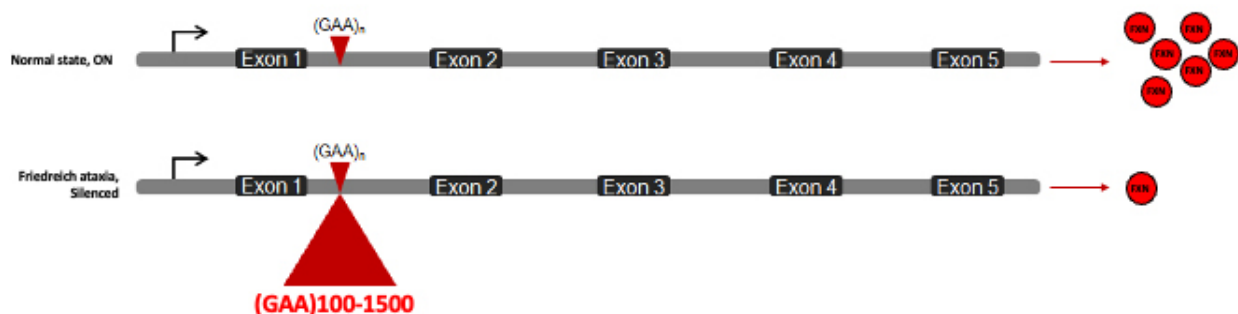 (GAA)n
Normal state, ON
Exon 1
Exon 2
Exon 3
Exon 4
Exon 5
FXN
FXN
FXN
FXN
FXN
FXN
(GAA)n
Friedreich ataxia,
Silenced
Exon 1
Exon 2
Exon 3
Exon 4
Exon 5
FXN
(GAA)100-1500